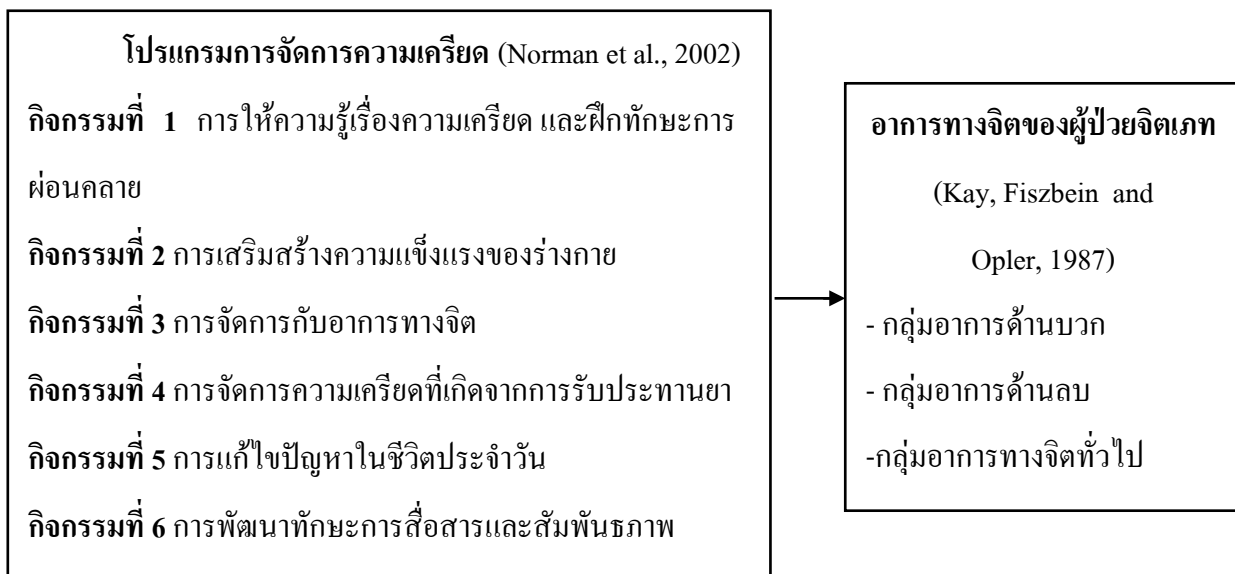 โปรแกรมการจัดการความเครียด (Norman et al., 2002)
กิจกรรมที่ 1 การให้ความรู้เรื่องความเครียด และฝึกทักษะการ
ผ่อนคลาย
กิจกรรมที่ 2 การเสริมสร้างความแข็งแรงของร่างกาย
กิจกรรมที่ 3 การจัดการกับอาการทางจิต
กิจกรรมที่ 4 การจัดการความเครียดที่เกิดจากการรับประทานยา
กิจกรรมที่ 5 การแก้ไขปัญหาในชีวิตประจำวัน
กิจกรรมที่ 6 การพัฒนาทักษะการสื่อสารและสัมพันธภาพ
อาการทางจิตของผู้ป่วยจิตเภท
(Kay, Fiszbein and
Opler, 1987)
- กลุ่มอาการด้านบวก
- กลุ่มอาการด้านลบ
-กลุ่มอาการทางจิตทั่วไป